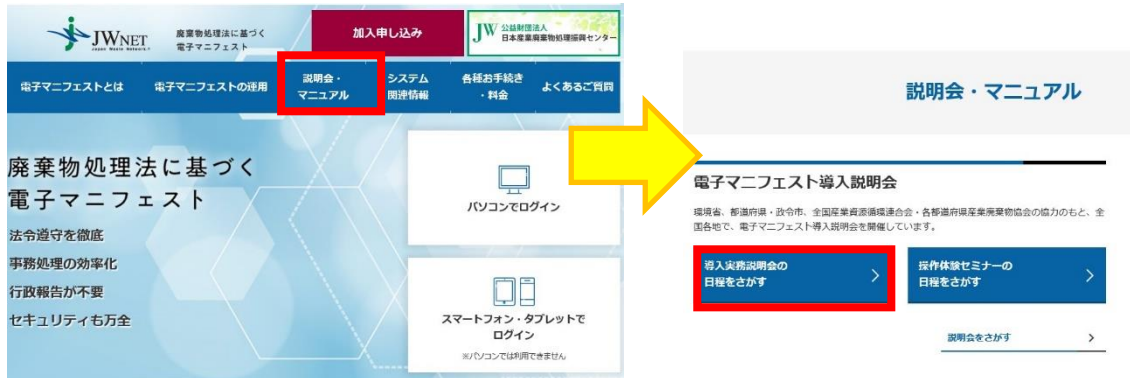 JWNET
Japan Waste Network
廃棄物処理法に基づく
電子マニフェスト
加入申し込み
JW 公益財団法人
日本産業廃棄物処理振興センター
電子マニフェストとは
電子マニフェストの運用
説明会・
マニュアル
システム
関連情報
各種お手続き
・料金
よくあるご質問
廃棄物処理法に基づく
電子マニフェスト
法令遵守を徹底
事務処理の効率化
行政報告が不要
セキュリティも万全
パソコンでログイン
スマートフォン・タブレットで
ログイン
※パソコンでは利用できません
説明会・マニュアル
電子マニフェスト導入説明会
環境省、都道府県・政令市、全国産業資源循環連合会・各都道府県産業廃棄物協会の協力のもと、全
国各地で、電子マニフェスト導入説明会を開催しています。
導入実務説明会の
日程をさがす
操作体験セミナーの
日程をさがす
説明会をさがす